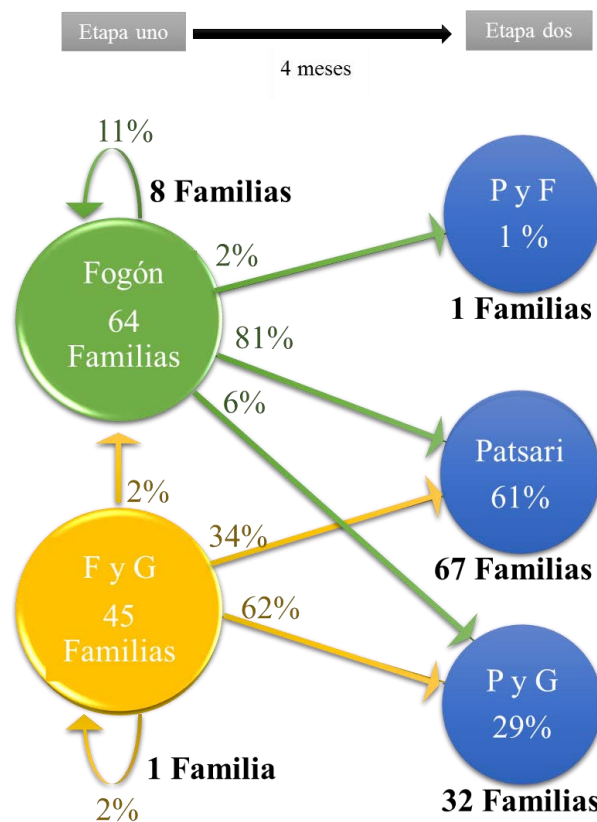 Etapa uno
Etapa dos
4 meses
11%
8 Familias
P y F
1 %
1 Familias
Fogón
64
Familias
2%
81%
6%
Patsari
61%
67 Familias
2%
34%
F y G
45
Familias
62%
P y G
29%
32 Familias
1 Familia
2%